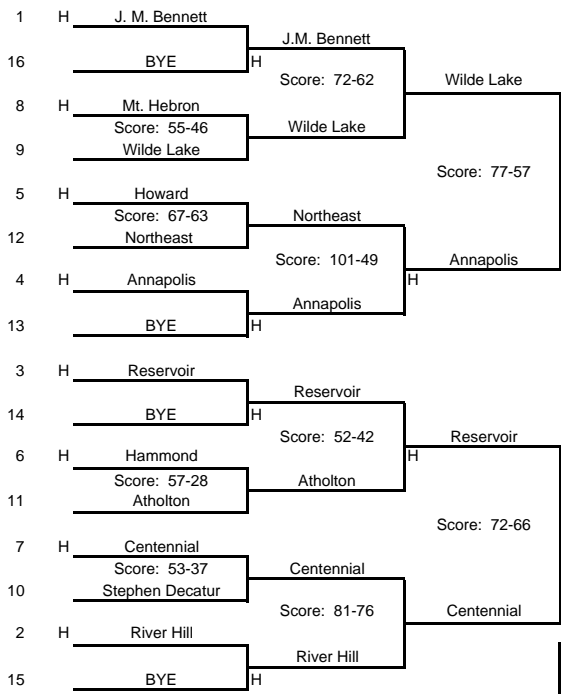 1 H J. M. Bennett
J.M. Bennett
16 BYE H
Score: 72-62
Wilde Lake
8 H Mt. Hebron
Score: 55-46
Wilde Lake
9 Wilde Lake
Score: 77-57
5 H Howard
Score: 67-63
Northeast
12 Northeast
Score: 101-49
Annapolis
4 H Annapolis
H
Annapolis
13 BYE H
3 H Reservoir
Reservoir
14 BYE H
Score: 52-42
Reservoir
6 H Hammond
H
Score: 57-28
Atholton
11 Atholton
Score: 72-66
7 H Centennial
Score: 53-37
Centennial
10 Stephen Decatur
Score: 81-76
Centennial
2 H River Hill
River Hill
15 BYE H